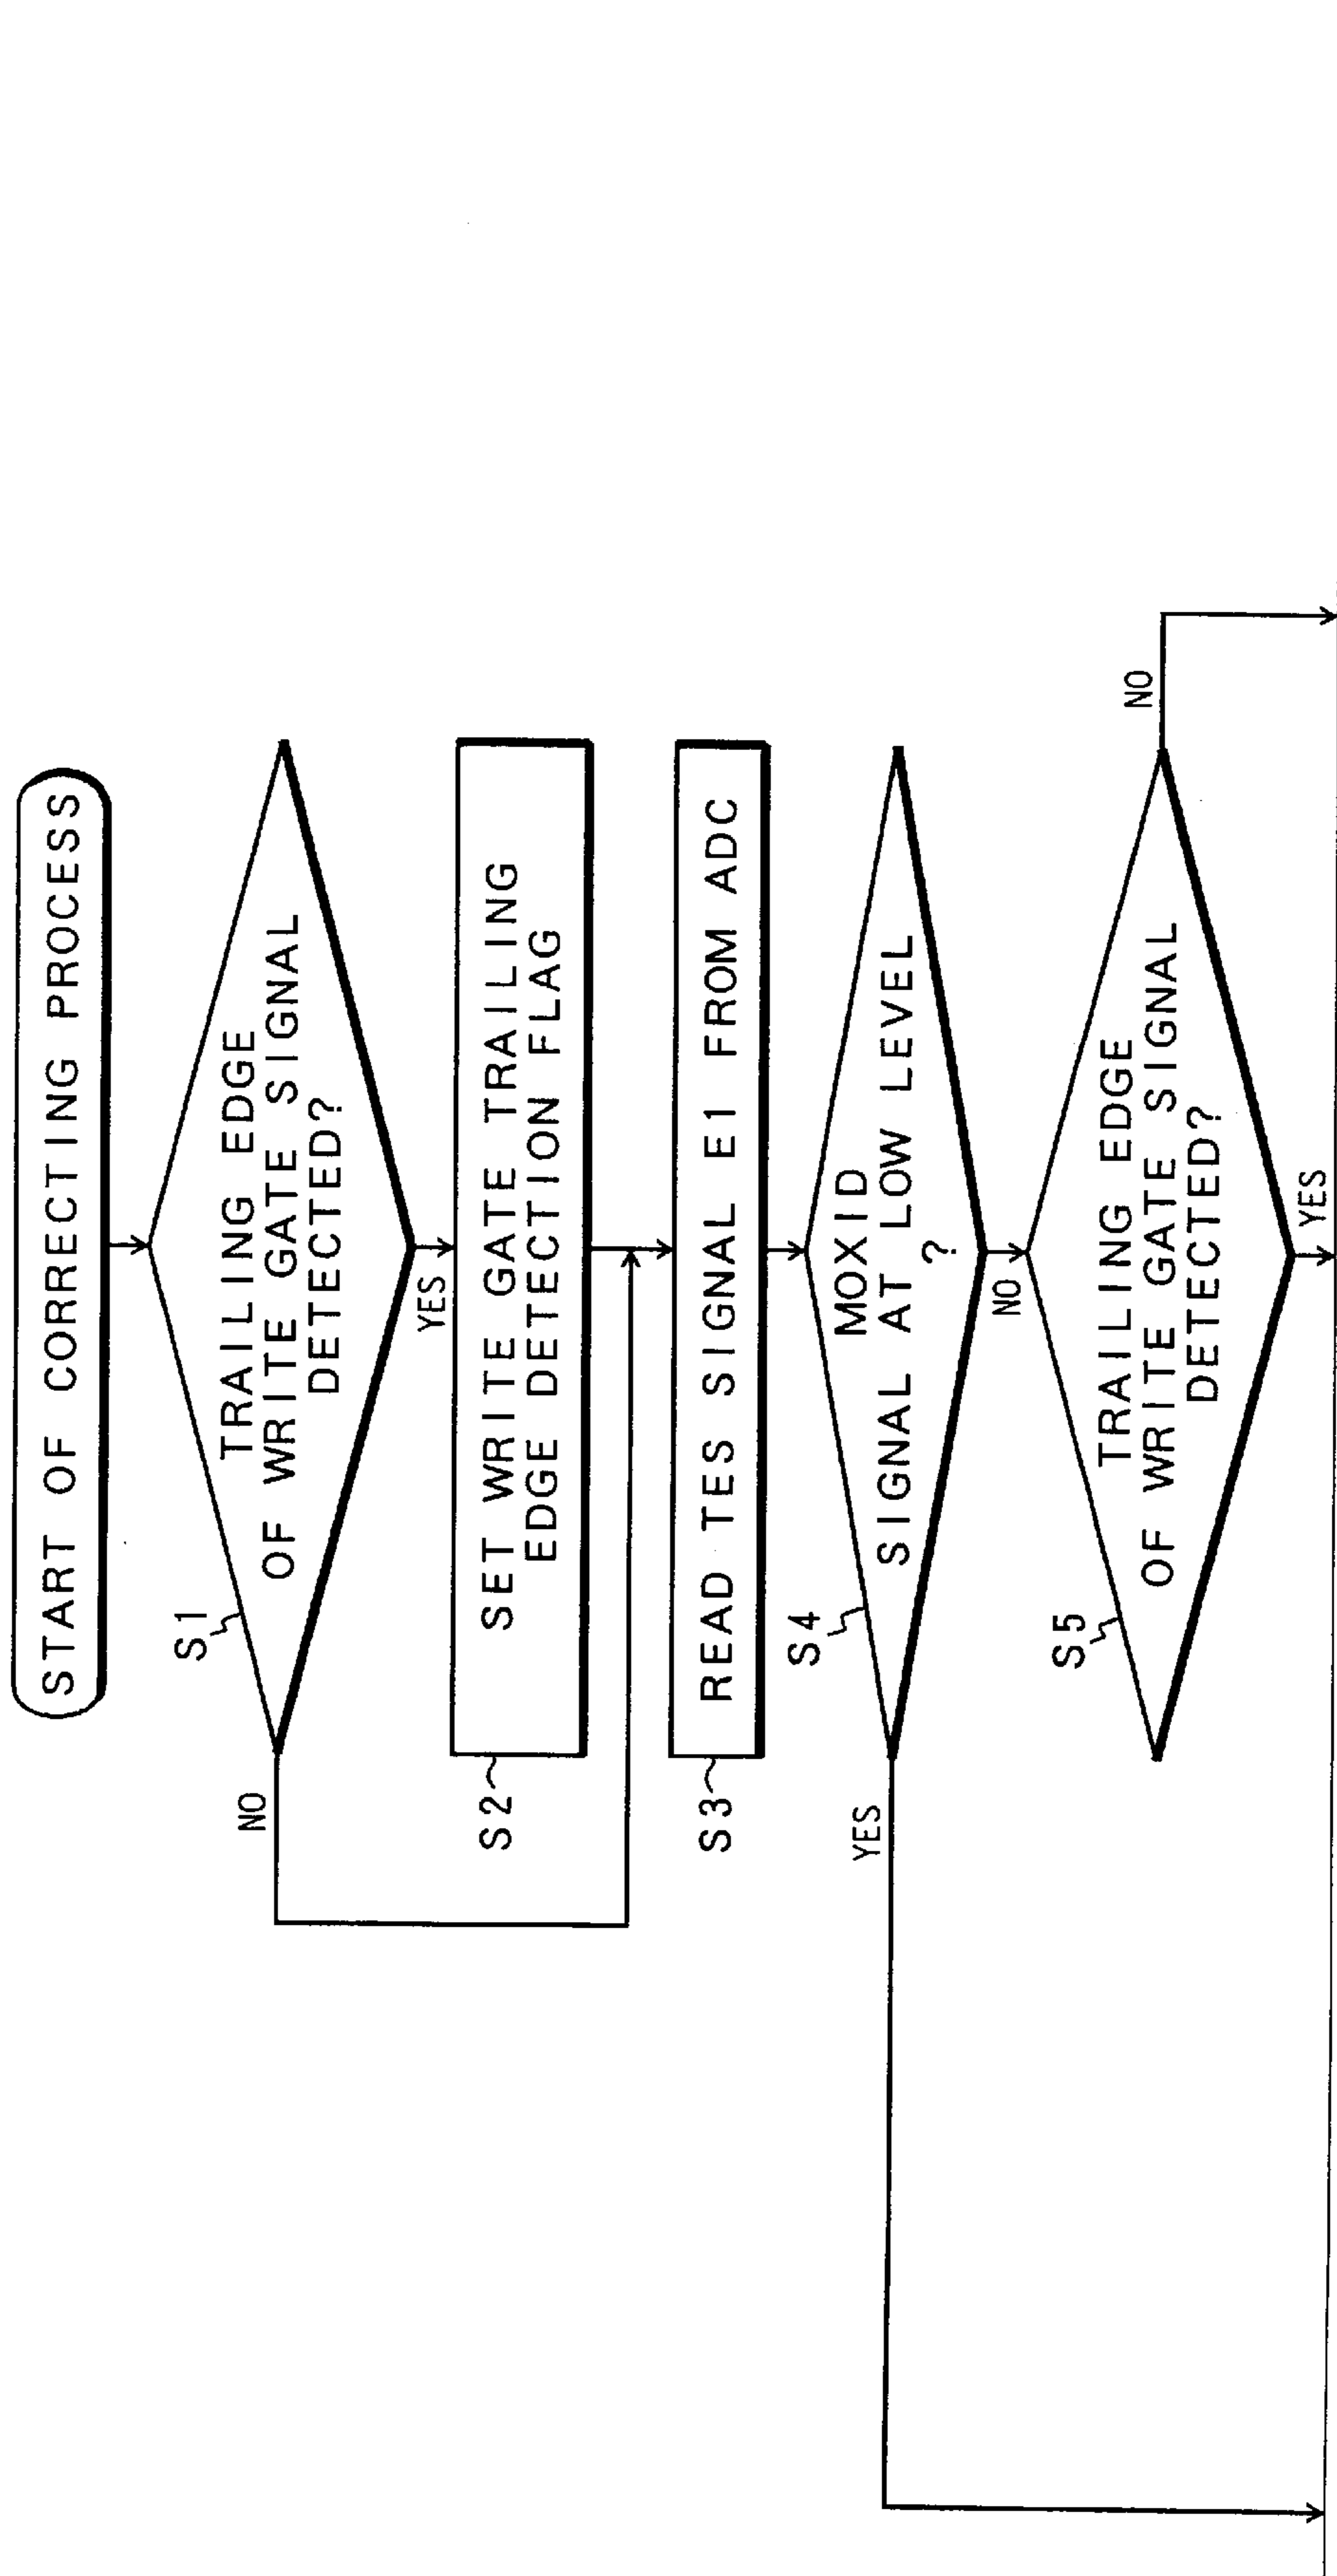 START OF CORRECTING PROCESS
S1
TRAILING EDGE
OF WRITE GATE SIGNAL
DETECTED?
NO
YES
S2
SET WRITE GATE TRAILING
EDGE DETECTION FLAG
S3
READ TES SIGNAL E1 FROM ADC
S4
MOXID
SIGNAL AT LOW LEVEL
?
YES
NO
S5
TRAILING EDGE
OF WRITE GATE SIGNAL
DETECTED?
NO
YES